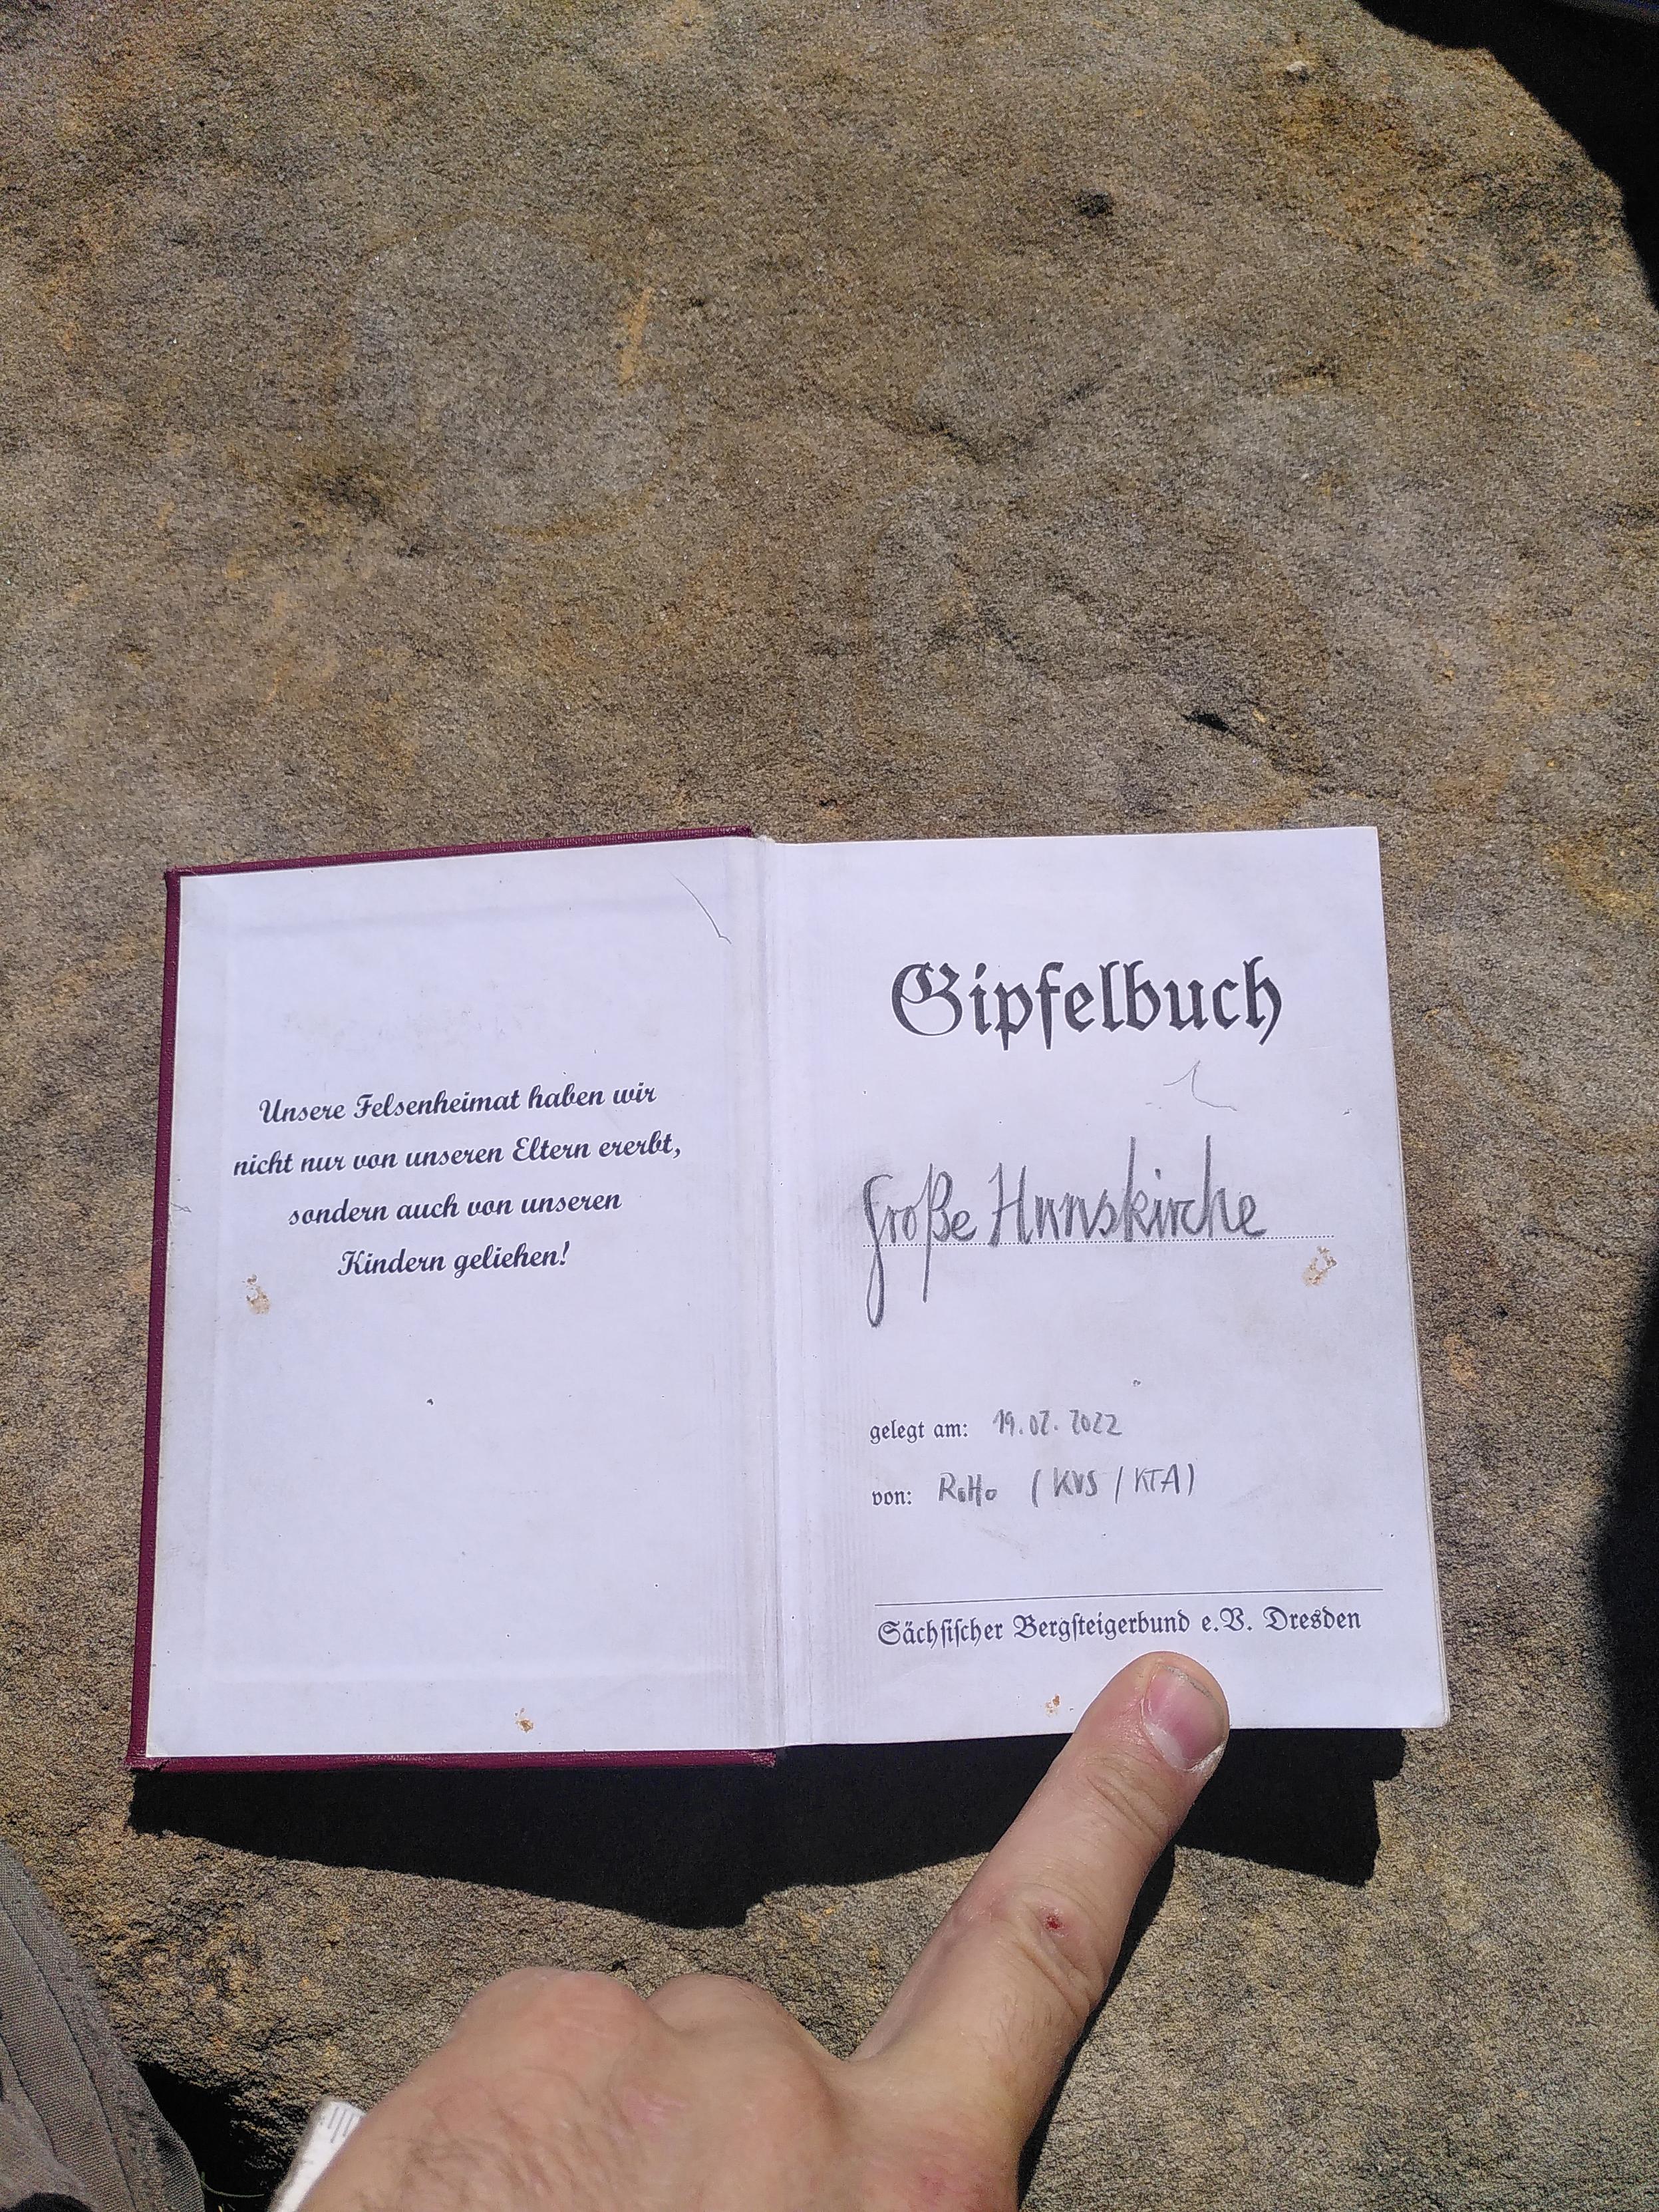 Unsere Felsenheimat haben wir
nicht nur von unseren Eltern ererbt,
sondern auch von unseren
Kindern geliehen!
Gipfelbuch
Große Hunskirche
gelegt am: 19.02.2022
von: RoHo (KVS / KTA)
Sächsischer Bergsteigerbund e.V. Dresden